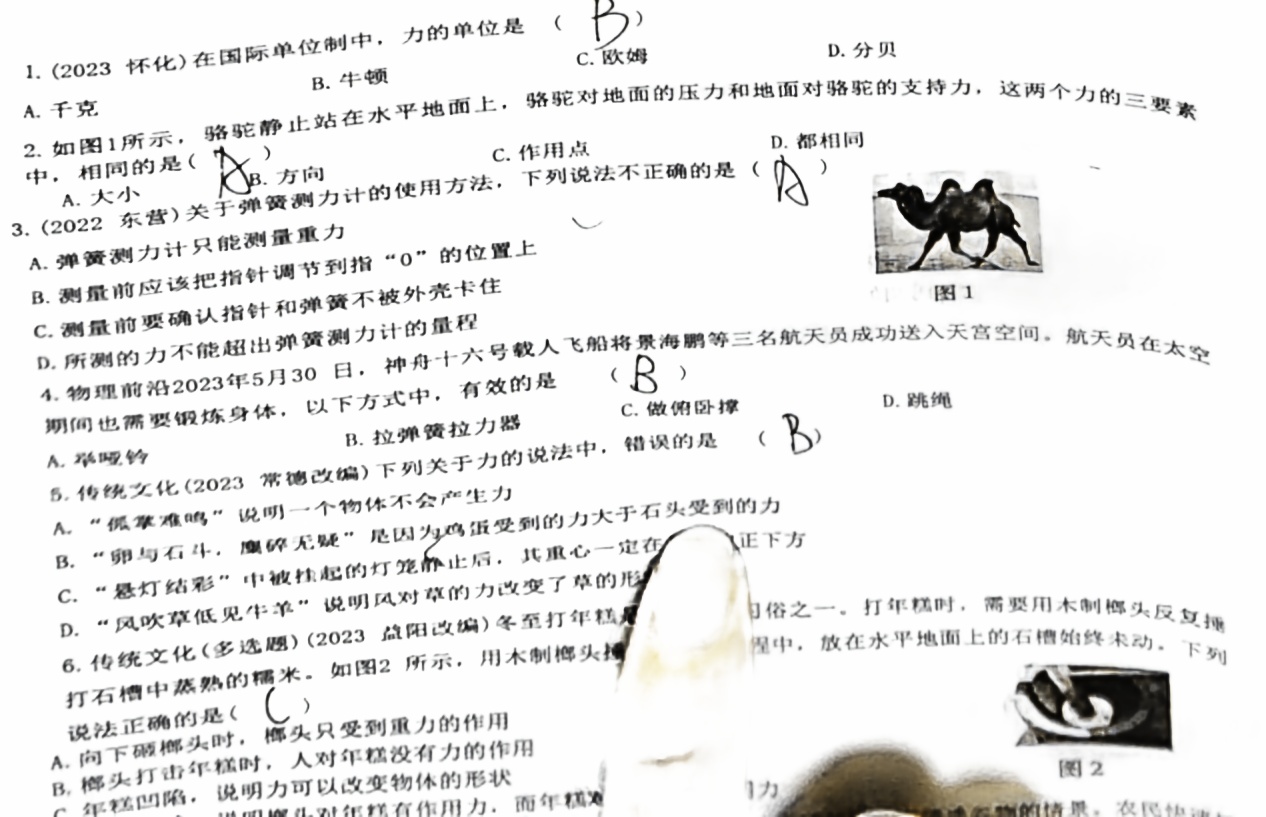 1. (2023 怀化)在国际单位制中，力的单位是 （ B ）
A. 千克 B. 牛顿 C. 欧姆 D. 分贝
2. 如图1所示，骆驼静止站在水平地面上，骆驼对地面的压力和地面对骆驼的支持力，这两个力的三要素
中，相同的是( A )
A. 大小 B. 方向 C. 作用点 D. 都相同
3. (2022 东营)关于弹簧测力计的使用方法，下列说法不正确的是（ A ）
A. 弹簧测力计只能测量重力
B. 测量前应该把指针调节到指“0”的位置上
C. 测量前要确认指针和弹簧不被外壳卡住
D. 所测的力不能超出弹簧测力计的量程
图1
4. 物理前沿2023年5月30 日，神舟十六号载人飞船将景海鹏等三名航天员成功送入天宫空间。航天员在太空
期间也需要锻炼身体，以下方式中，有效的是 （ B ）
A. 举哑铃 B. 拉弹簧拉力器 C. 做俯卧撑 D. 跳绳
5. 传统文化(2023 常德改编)下列关于力的说法中，错误的是 （ B ）
A. “孤掌难鸣”说明一个物体不会产生力
B. “卵与石斗，麋碎无疑”是因为鸡蛋受到的力大于石头受到的力
C. “悬灯结彩”中被挂起的灯笼静止后，其重心一定在 正下方
D. “风吹草低见牛羊”说明风对草的力改变了草的形
6. 传统文化(多选题)(2023 益阳改编)冬至打年糕是 习俗之一。打年糕时，需要用木制榔头反复捶
打石槽中蒸熟的糯米。如图2 所示，用木制榔头捶 程中，放在水平地面上的石槽始终未动。下列
说法正确的是( C )
A. 向下砸榔头时，榔头只受到重力的作用
B. 榔头打击年糕时，人对年糕没有力的作用
C. 年糕凹陷，说明力可以改变物体的形状
说明榔头对年糕有作用力，而年糕对 力
图2
物的情景。农民快速